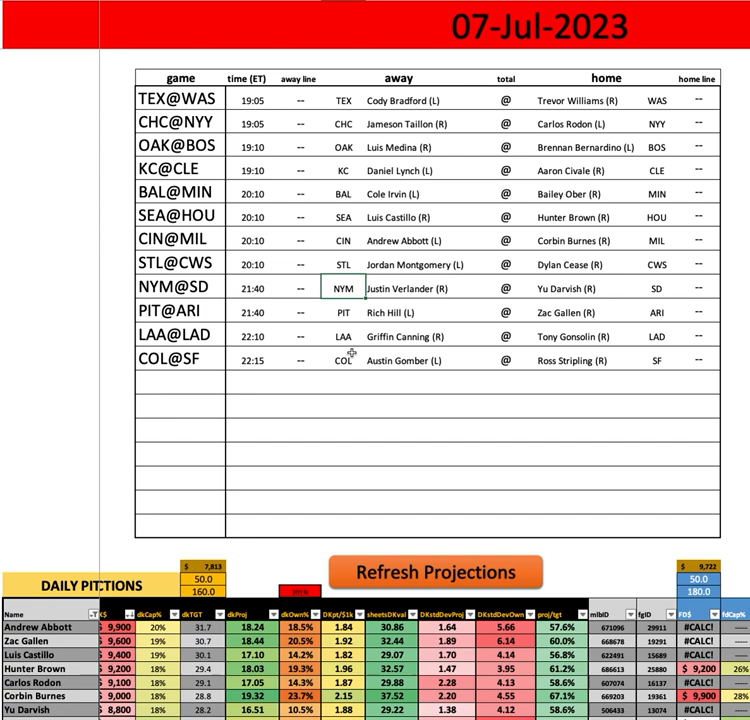 07-Jul-2023
game time (ET) away line away total home home line
TEX@WAS 19:05 -- TEX Cody Bradford (L) @ Trevor Williams (R) WAS --
CHC@NYY 19:05 -- CHC Jameson Taillon (R) @ Carlos Rodon (L) NYY --
OAK@BOS 19:10 -- OAK Luis Medina (R) @ Brennan Bernardino (L) BOS --
KC@CLE 19:10 -- KC Daniel Lynch (L) @ Aaron Civale (R) CLE --
BAL@MIN 20:10 -- BAL Cole Irvin (L) @ Bailey Ober (R) MIN --
SEA@HOU 20:10 -- SEA Luis Castillo (R) @ Hunter Brown (R) HOU --
CIN@MIL 20:10 -- CIN Andrew Abbott (L) @ Corbin Burnes (R) MIL --
STL@CWS 20:10 -- STL Jordan Montgomery (L) @ Dylan Cease (R) CWS --
NYM@SD 21:40 -- NYM Justin Verlander (R) @ Yu Darvish (R) SD --
PIT@ARI 21:40 -- PIT Rich Hill (L) @ Zac Gallen (R) ARI --
LAA@LAD 22:10 -- LAA Griffin Canning (R) @ Tony Gonsolin (R) LAD --
COL@SF 22:15 -- COL Austin Gomber (L) @ Ross Stripling (R) SF --
$ 7,813 $ 9,722
DAILY PI 50.0 Refresh Projections 50.0
160.0 180.0
Name K$ dkCap% dkTGT dkProj dkOwn% DKpt/$1k sheetsDKval DKstdDevProj DKstdDevOwn proj/tgt mlbID fgID FD$ fdCap%
Andrew Abbott $ 9,900 20% 31.7 18.24 18.5% 1.84 30.86 1.64 5.66 57.6% 671096 29911 #CALC! -----
Zac Gallen $ 9,600 19% 30.7 18.44 20.5% 1.92 32.44 1.89 6.14 60.0% 668678 19291 #CALC! -----
Luis Castillo $ 9,400 19% 30.1 17.10 14.2% 1.82 29.07 1.70 4.14 56.8% 622491 15689 #CALC! -----
Hunter Brown $ 9,200 18% 29.4 18.03 19.3% 1.96 32.57 1.47 3.95 61.2% 686613 25880 $ 9,200 26%
Carlos Rodon $ 9,100 18% 29.1 17.05 14.3% 1.87 29.88 2.28 4.13 58.6% 607074 16137 #CALC! -----
Corbin Burnes $ 9,000 18% 28.8 19.32 23.7% 2.15 37.52 2.20 4.55 67.1% 669203 19361 $ 9,900 28%
Yu Darvish $ 8,800 18% 28.2 16.51 10.5% 1.88 29.22 1.38 4.12 58.6% 506433 13074 #CALC! -----